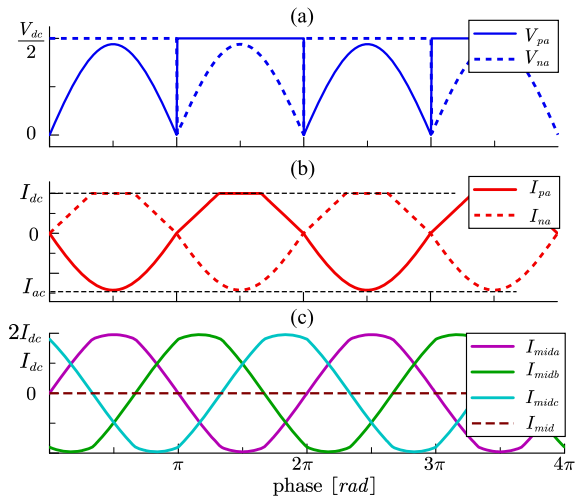 (a)
V_dc
2
0
V_pa
V_na
(b)
I_dc
0
I_ac
I_pa
I_na
(c)
2I_dc
I_dc
0
I_mida
I_midb
I_midc
I_mid
π 2π 3π 4π
phase [rad]